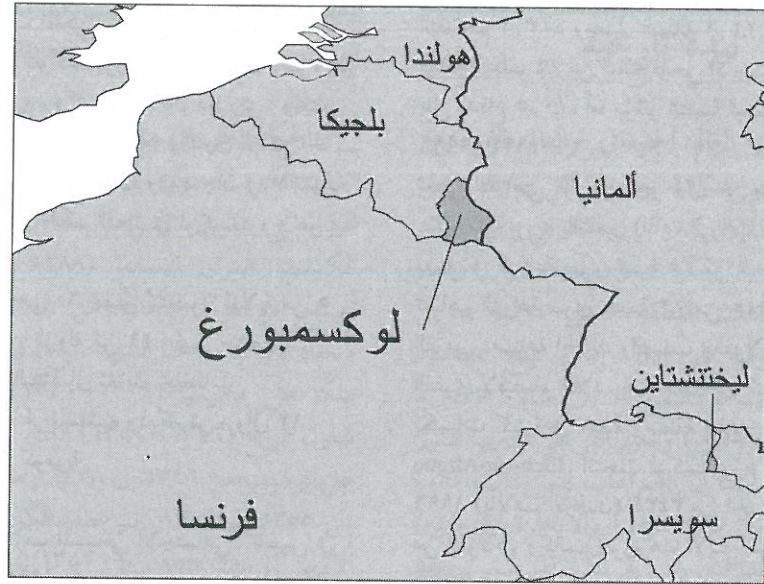 هولندا
بلجيكا
ألمانيا
لوكسمبورغ
ليختنشتاين
فرنسا
سويسرا